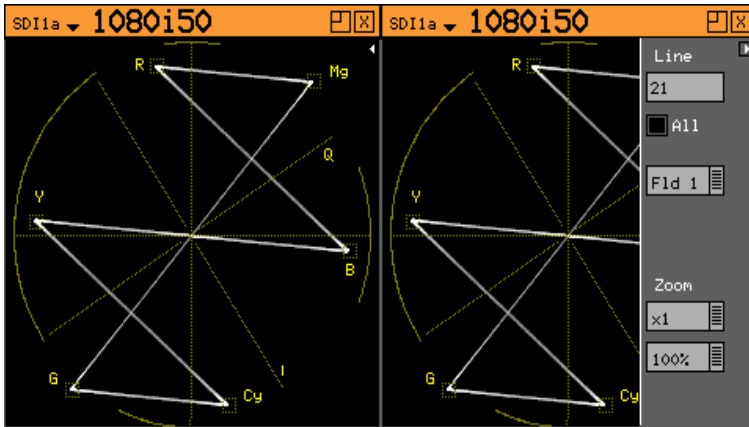 SDI1a 1080i50
R
Mg
Q
Y
B
I
G
Cy
SDI1a 1080i50
R
Y
G
Cy
Line
21
All
Fld 1
Zoom
x1
100%